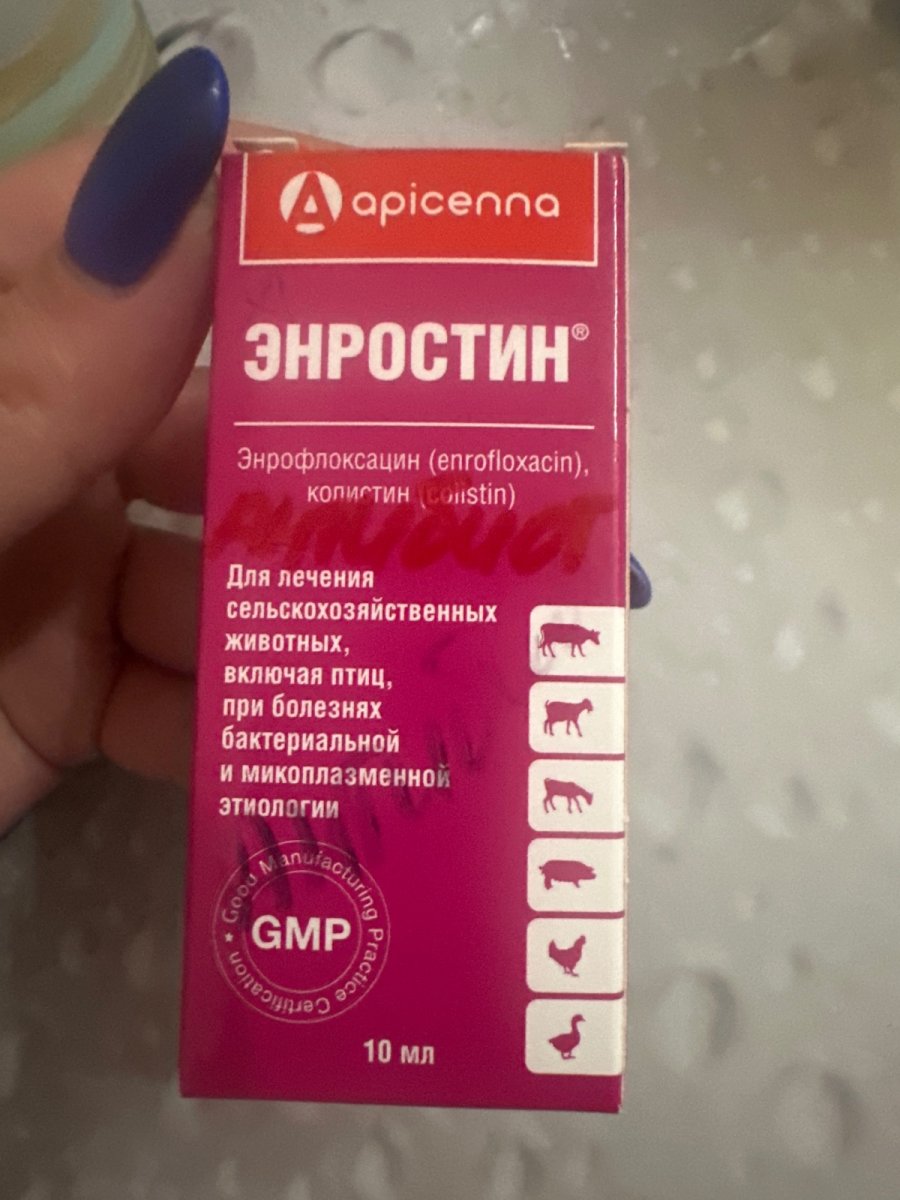 apicenna
ЭНРОСТИН®
Энрофлоксацин (enrofloxacin),
колистин (colistin)
Антибиот
Для лечения
сельскохозяйственных
животных,
включая птиц,
при болезнях
бактериальной
и микоплазменной
этиологии
Good Manufacturing Practice Certification ★
GMP
10 мл